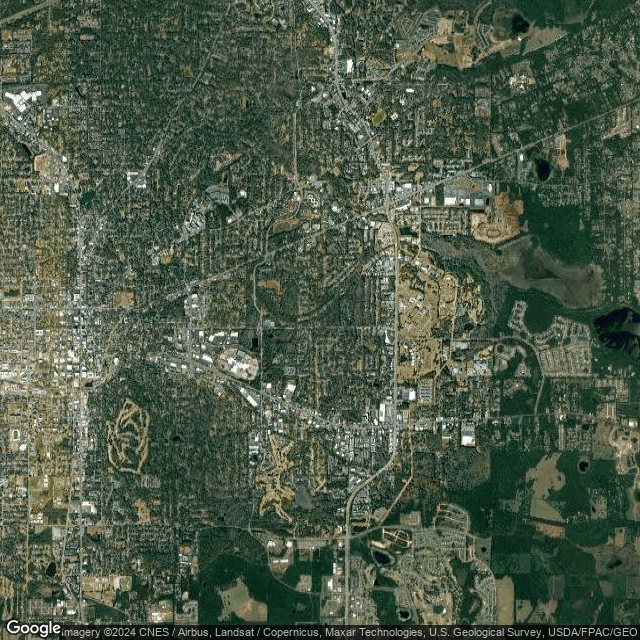 Google Imagery ©2024 CNES / Airbus, Landsat / Copernicus, Maxar Technologies, U.S. Geological Survey, USDA/FPAC/GEO